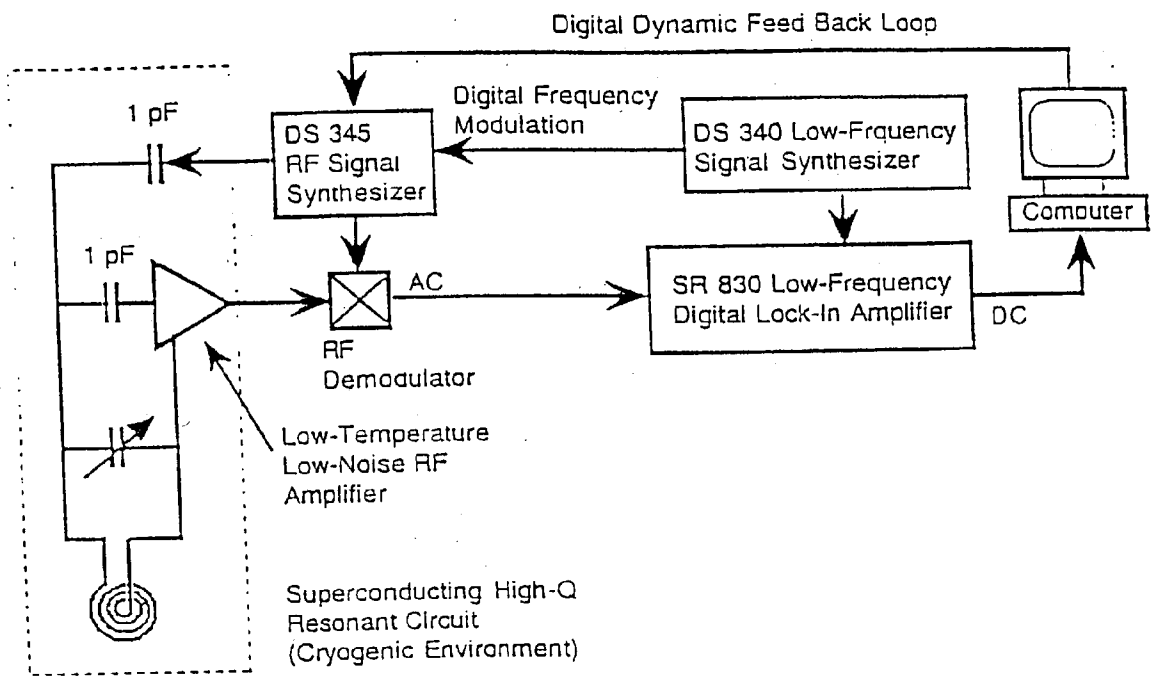 Digital Dynamic Feed Back Loop
1 pF
DS 345
RF Signal
Synthesizer
Digital Frequency
Modulation
DS 340 Low-Frquency
Signal Synthesizer
Comouter
1 pF
AC
SR 830 Low-Frequency
Digital Lock-In Amplifier
DC
RF
Demodulator
Low-Temperature
Low-Noise RF
Amplifier
Superconducting High-Q
Resonant Circuit
(Cryogenic Environment)